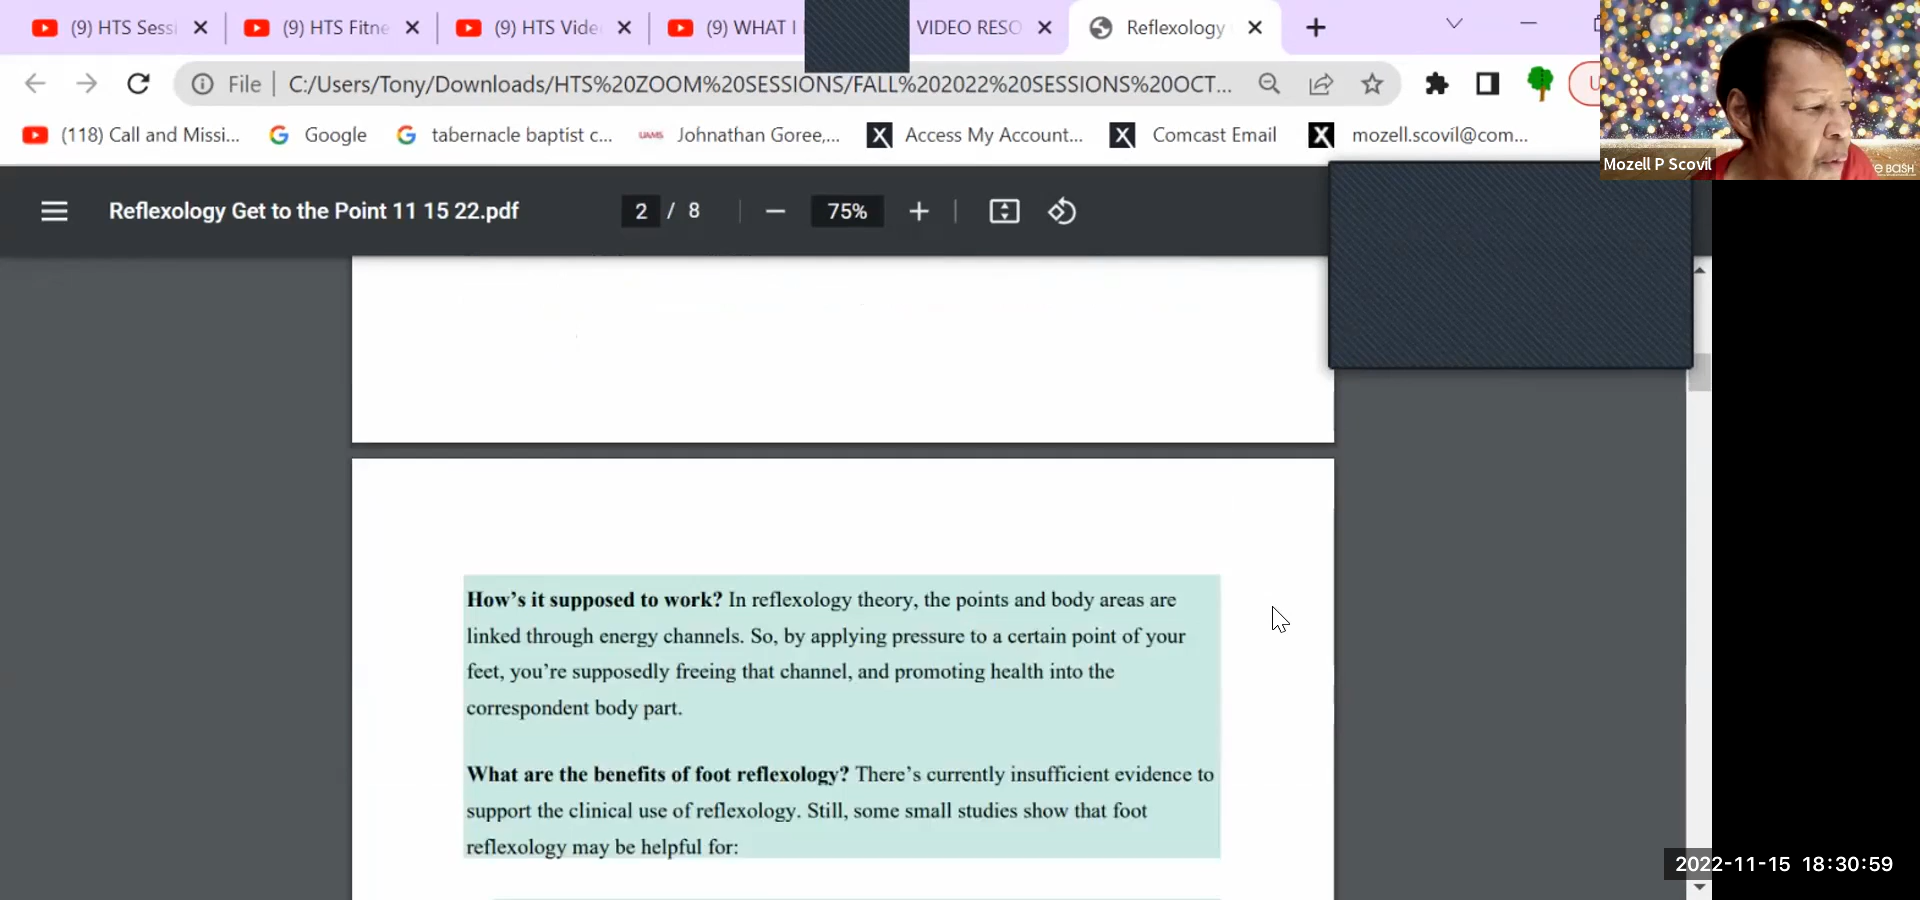 (9) HTS Sessi
(9) HTS Fitne
(9) HTS Vide
(9) WHAT I
VIDEO RESO
Reflexology
File
C:/Users/Tony/Downloads/HTS%20ZOOM%20SESSIONS/FALL%202022%20SESSIONS%20OCT...
(118) Call and Missi...
Google
tabernacle baptist c...
UAMS
Johnathan Goree,...
Access My Account...
Comcast Email
mozell.scovil@com...
Mozell P Scovil
BASH
Reflexology Get to the Point 11 15 22.pdf
2 / 8
75%
How's it supposed to work? In reflexology theory, the points and body areas are
linked through energy channels. So, by applying pressure to a certain point of your
feet, you're supposedly freeing that channel, and promoting health into the
correspondent body part.
What are the benefits of foot reflexology? There's currently insufficient evidence to
support the clinical use of reflexology. Still, some small studies show that foot
reflexology may be helpful for:
2022-11-15 18:30:59